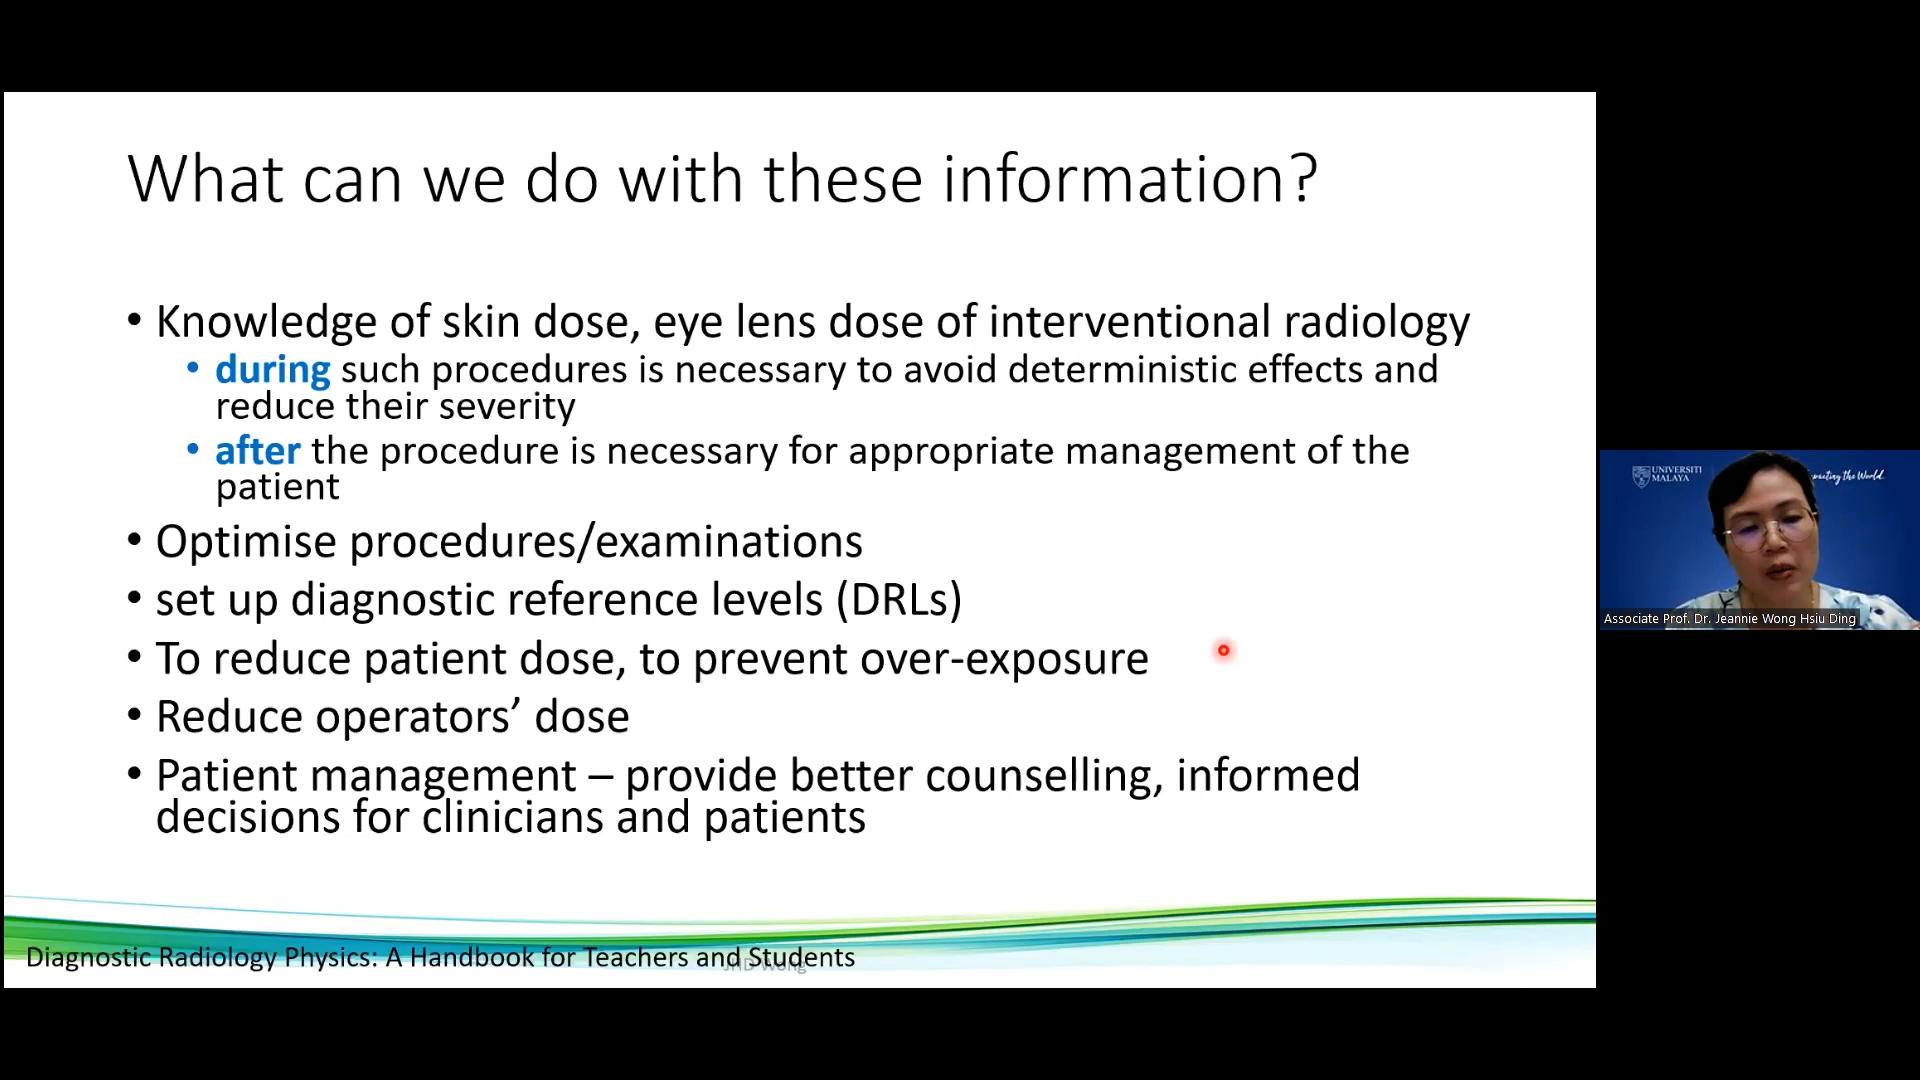 What can we do with these information?
• Knowledge of skin dose, eye lens dose of interventional radiology
• during such procedures is necessary to avoid deterministic effects and
reduce their severity
• after the procedure is necessary for appropriate management of the
patient
• Optimise procedures/examinations
• set up diagnostic reference levels (DRLs)
• To reduce patient dose, to prevent over-exposure
• Reduce operators’ dose
• Patient management – provide better counselling, informed
decisions for clinicians and patients
Diagnostic Radiology Physics: A Handbook for Teachers and Students
JHD Wong
UNIVERSITI
MALAYA
the World
Associate Prof. Dr. Jeannie Wong Hsiu Ding